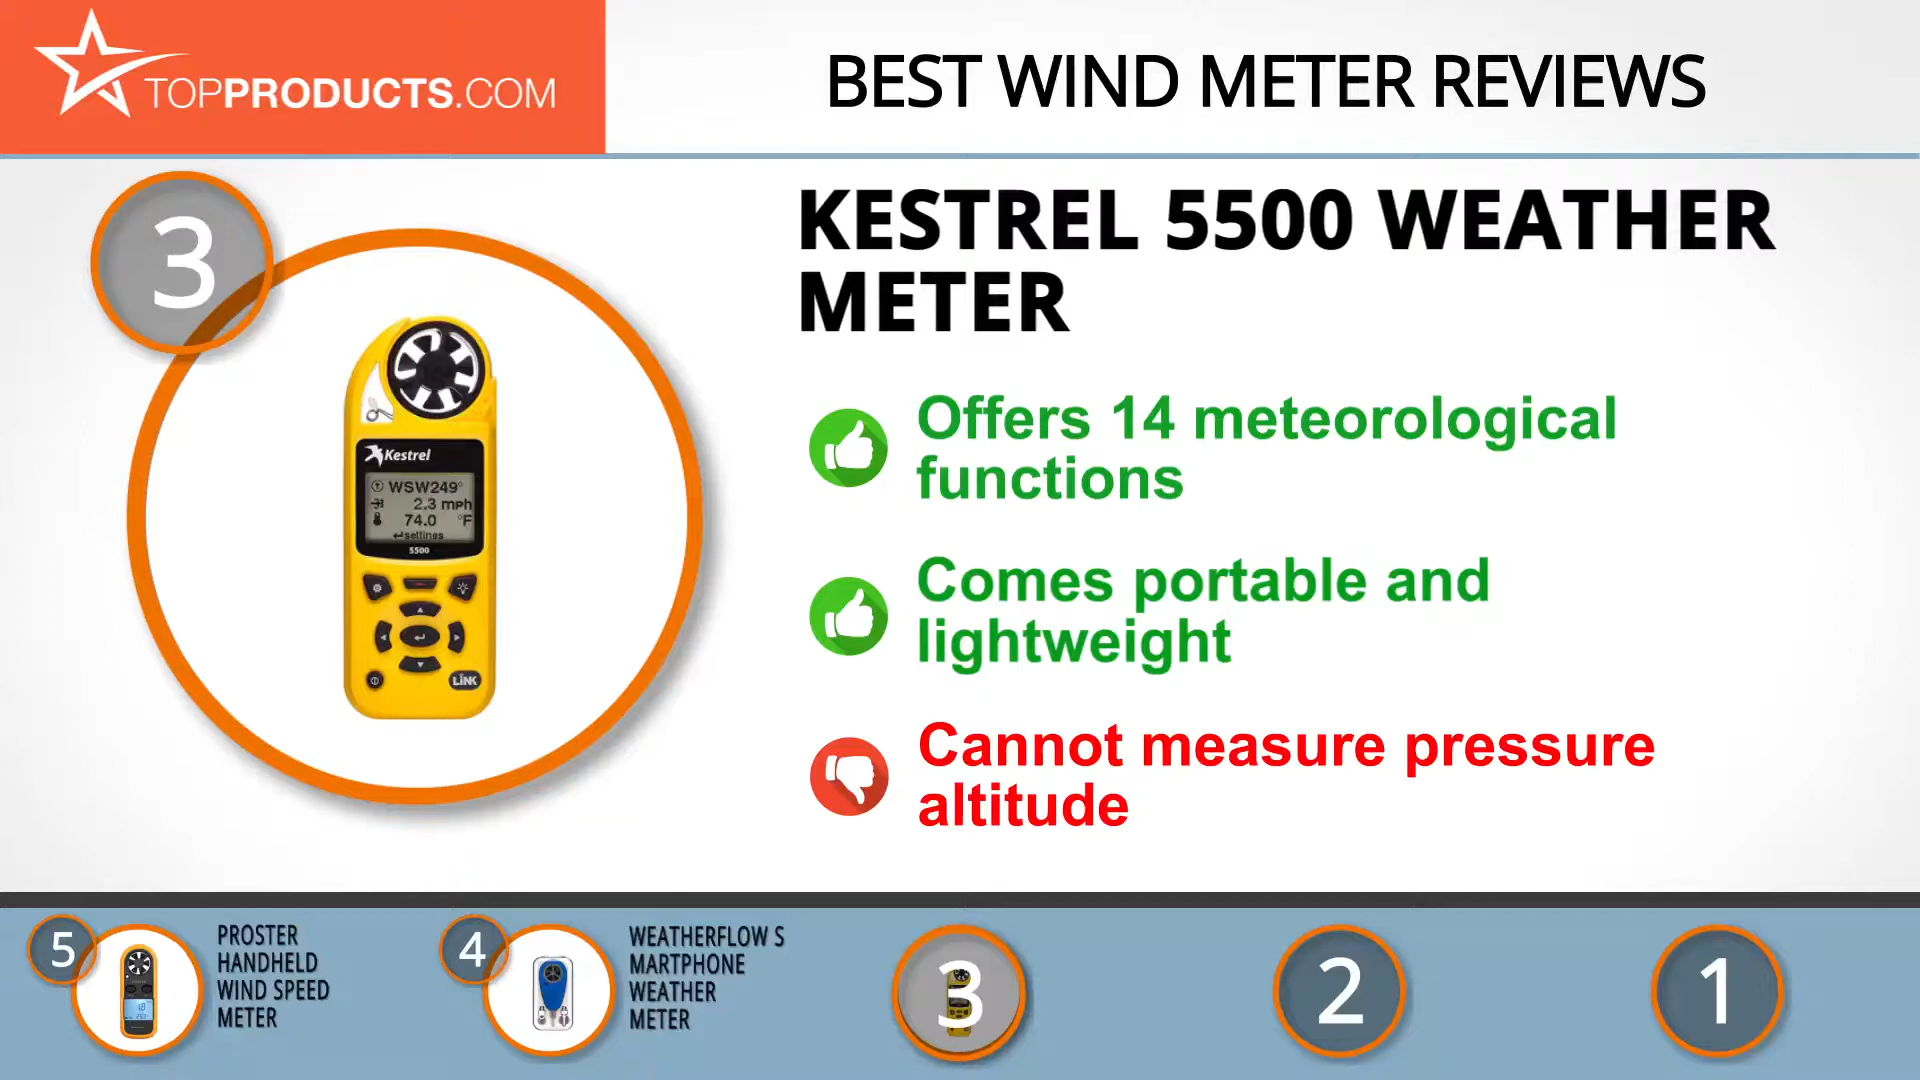 TOPPRODUCTS.COM
BEST WIND METER REVIEWS
3
KESTREL 5500 WEATHER
METER
Kestrel
WSW249°
2.3 mph
74.0 °F
↵settings
5500
LiNK
Offers 14 meteorological
functions
Comes portable and
lightweight
Cannot measure pressure
altitude
5
PROSTER
HANDHELD
WIND SPEED
METER
4
WEATHERFLOW S
MARTPHONE
WEATHER
METER
3
2
1